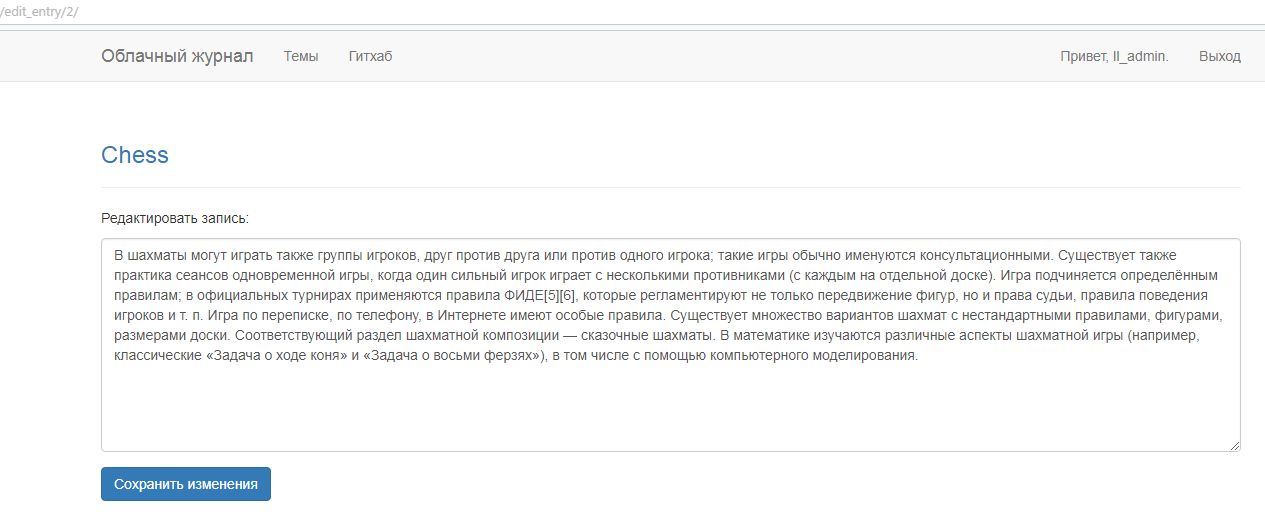 /edit_entry/2/
Облачный журнал Темы Гитхаб Привет, ll_admin. Выход
Chess
Редактировать запись:
В шахматы могут играть также группы игроков, друг против друга или против одного игрока; такие игры обычно именуются консультационными. Существует также
практика сеансов одновременной игры, когда один сильный игрок играет с несколькими противниками (с каждым на отдельной доске). Игра подчиняется определённым
правилам; в официальных турнирах применяются правила ФИДЕ[5][6], которые регламентируют не только передвижение фигур, но и права судьи, правила поведения
игроков и т. п. Игра по переписке, по телефону, в Интернете имеют особые правила. Существует множество вариантов шахмат с нестандартными правилами, фигурами,
размерами доски. Соответствующий раздел шахматной композиции — сказочные шахматы. В математике изучаются различные аспекты шахматной игры (например,
классические «Задача о ходе коня» и «Задача о восьми ферзях»), в том числе с помощью компьютерного моделирования.
Сохранить изменения